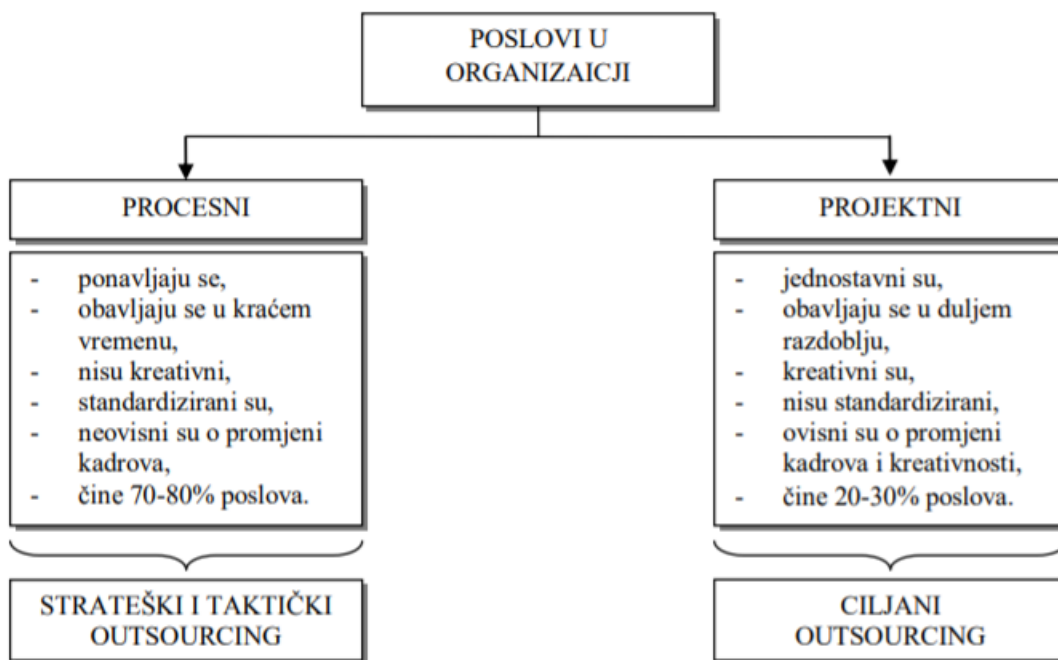 POSLOVI U
ORGANIZAICJI
PROCESNI
- ponavljaju se,
- obavljaju se u kraćem
vremenu,
- nisu kreativni,
- standardizirani su,
- neovisni su o promjeni
kadrova,
- čine 70-80% poslova.
STRATEŠKI I TAKTIČKI
OUTSOURCING
PROJEKTNI
- jednostavni su,
- obavljaju se u duljem
razdoblju,
- kreativni su,
- nisu standardizirani,
- ovisni su o promjeni
kadrova i kreativnosti,
- čine 20-30% poslova.
CILJANI
OUTSOURCING